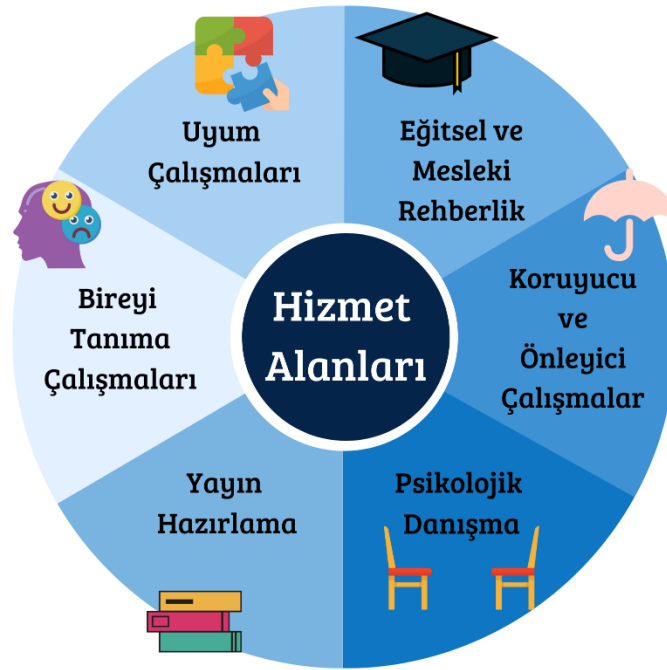 Hizmet
Alanları
Uyum
Çalışmaları
Eğitsel ve
Mesleki
Rehberlik
Koruyucu
ve
Önleyici
Çalışmalar
Psikolojik
Danışma
Yayın
Hazırlama
Bireyi
Tanıma
Çalışmaları